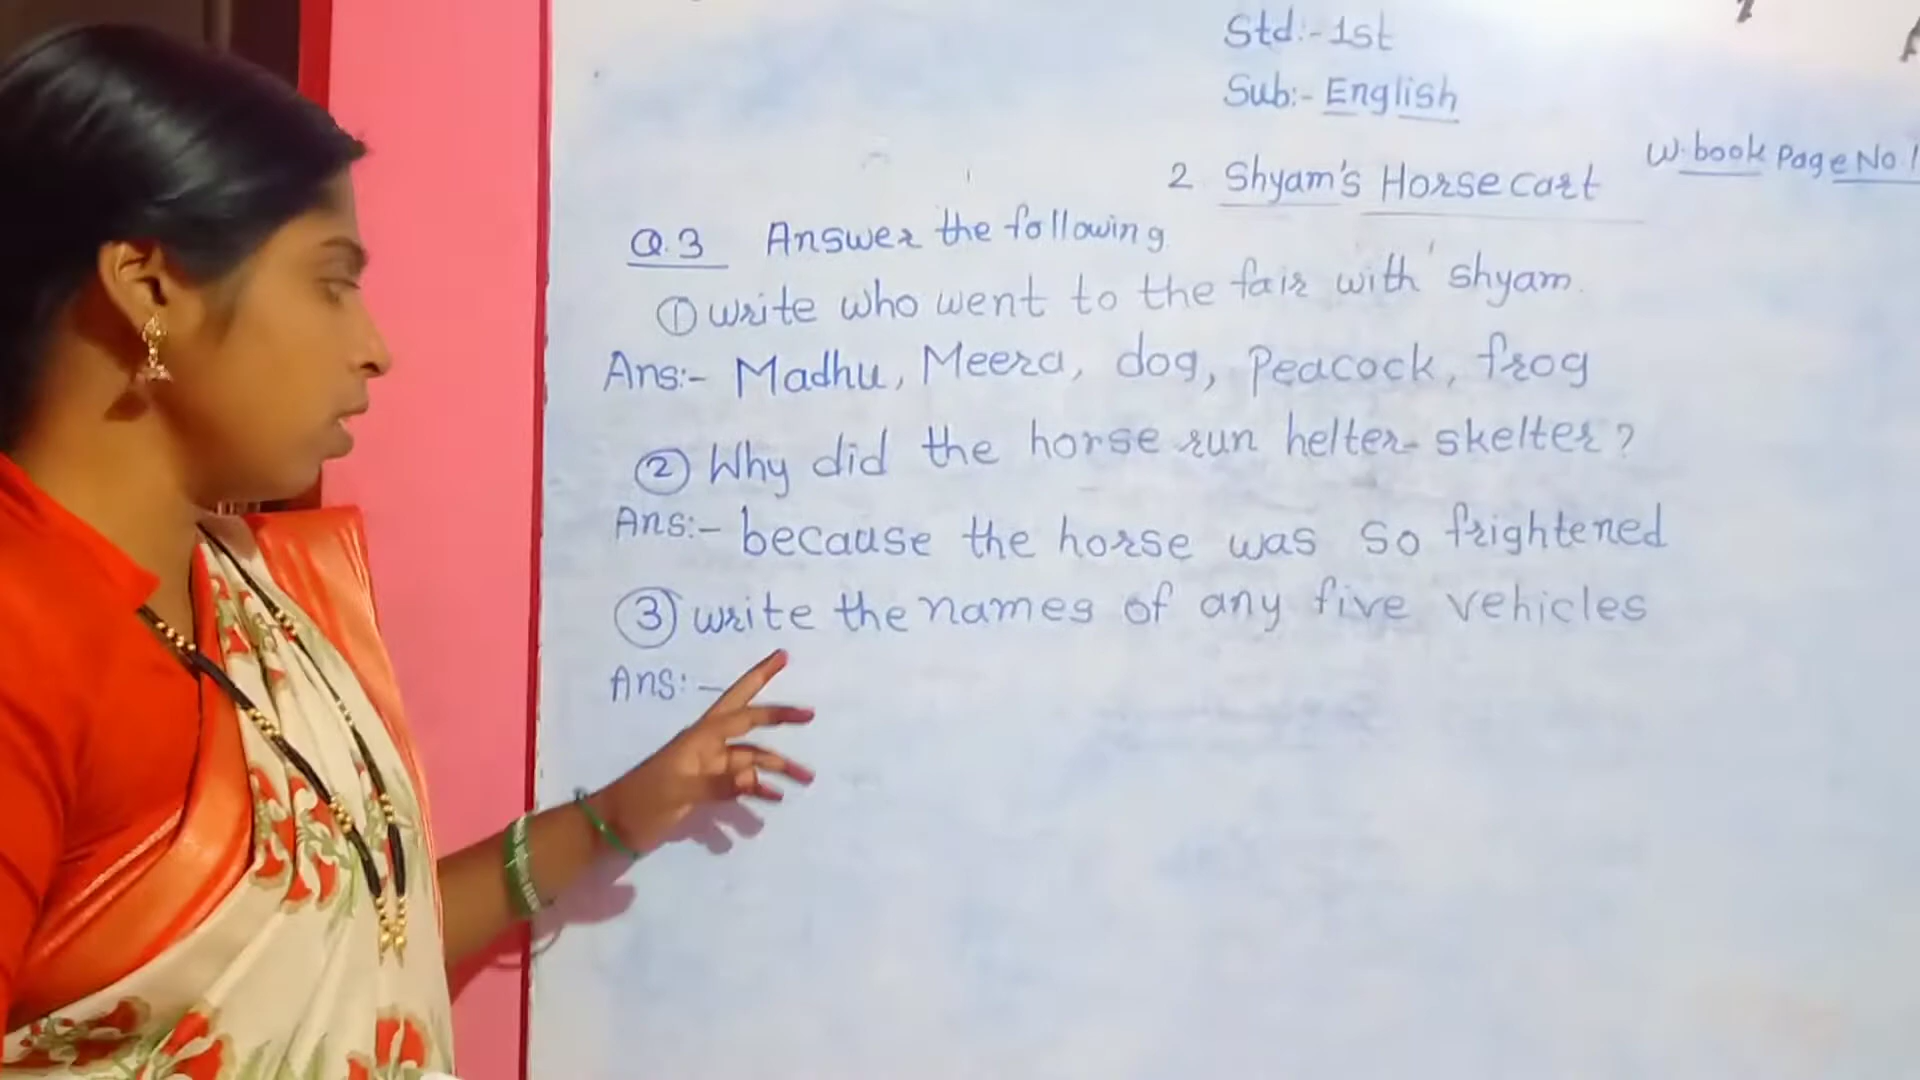 Std:- 1st
Sub:- English
W.book Page No
2 Shyam's Horse cart
Q.3 Answer the following
① write who went to the fair with shyam.
Ans:- Madhu, Meera, dog, Peacock, frog
② Why did the horse run helter-skelter?
Ans:- because the horse was so frightened
③ write the names of any five vehicles
Ans:-